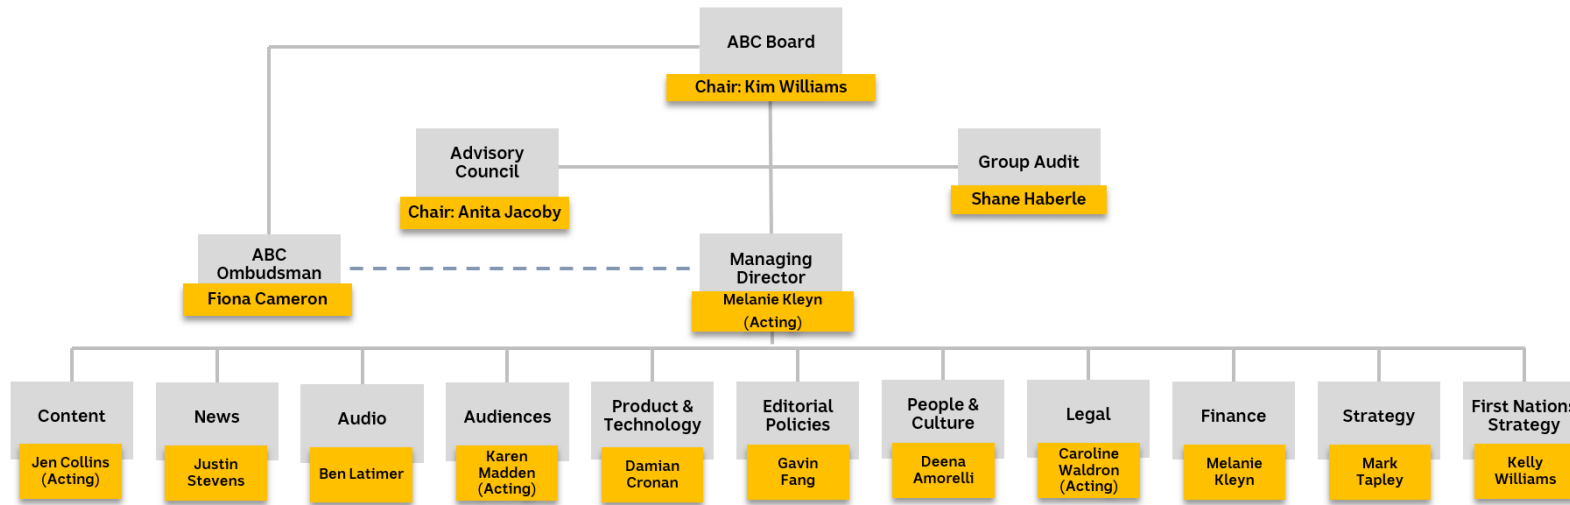 ABC Board
Chair: Kim Williams
Advisory
Council
Chair: Anita Jacoby
Group Audit
Shane Haberle
ABC
Ombudsman
Fiona Cameron
Managing
Director
Melanie Kleyn
(Acting)
Content
Jen Collins
(Acting)
News
Justin
Stevens
Audio
Ben Latimer
Audiences
Karen
Madden
(Acting)
Product &
Technology
Damian
Cronan
Editorial
Policies
Gavin
Fang
People &
Culture
Deena
Amorelli
Legal
Caroline
Waldron
(Acting)
Finance
Melanie
Kleyn
Strategy
Mark
Tapley
First Nations
Strategy
Kelly
Williams